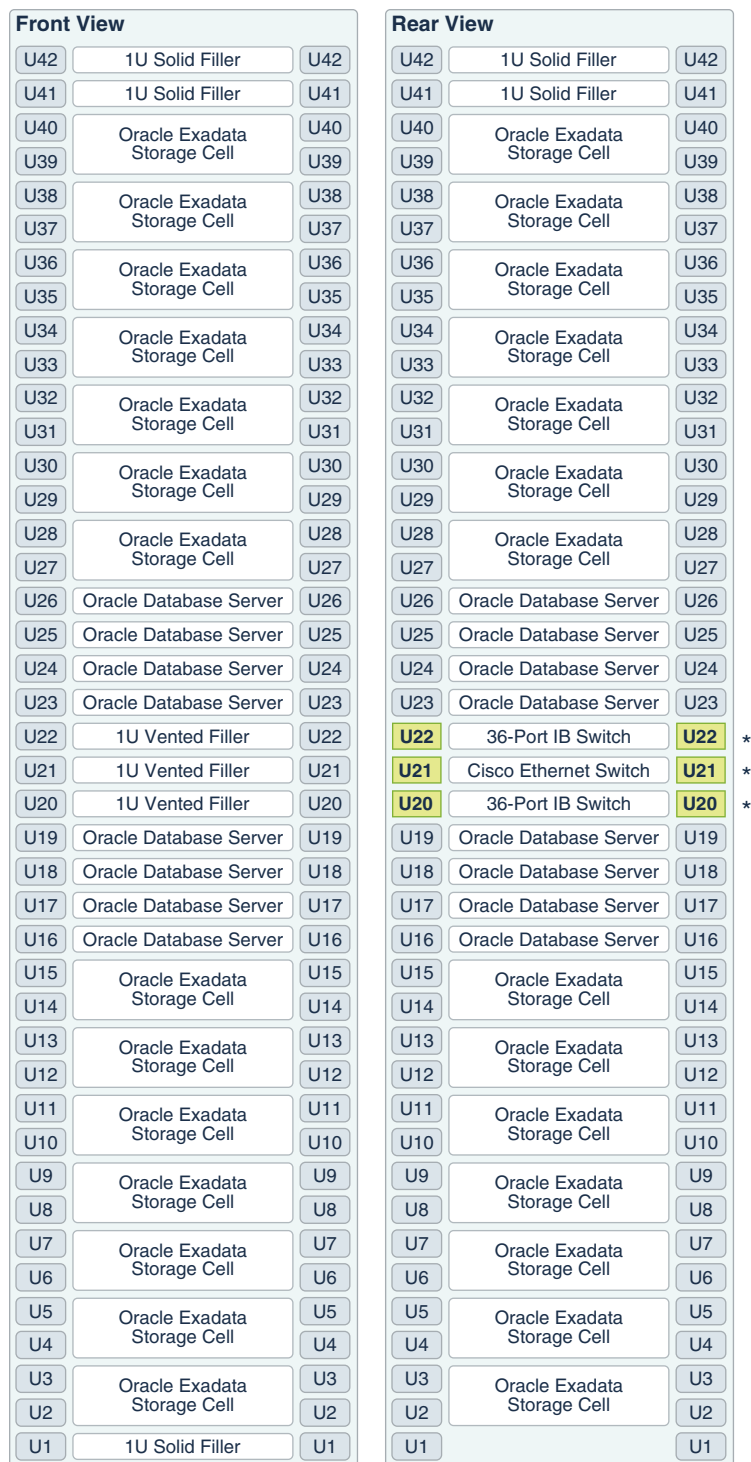 Front View
U42 1U Solid Filler U42
U41 1U Solid Filler U41
U40 Oracle Exadata U40
U39 Storage Cell U39
U38 Oracle Exadata U38
U37 Storage Cell U37
U36 Oracle Exadata U36
U35 Storage Cell U35
U34 Oracle Exadata U34
U33 Storage Cell U33
U32 Oracle Exadata U32
U31 Storage Cell U31
U30 Oracle Exadata U30
U29 Storage Cell U29
U28 Oracle Exadata U28
U27 Storage Cell U27
U26 Oracle Database Server U26
U25 Oracle Database Server U25
U24 Oracle Database Server U24
U23 Oracle Database Server U23
U22 1U Vented Filler U22
U21 1U Vented Filler U21
U20 1U Vented Filler U20
U19 Oracle Database Server U19
U18 Oracle Database Server U18
U17 Oracle Database Server U17
U16 Oracle Database Server U16
U15 Oracle Exadata U15
U14 Storage Cell U14
U13 Oracle Exadata U13
U12 Storage Cell U12
U11 Oracle Exadata U11
U10 Storage Cell U10
U9 Oracle Exadata U9
U8 Storage Cell U8
U7 Oracle Exadata U7
U6 Storage Cell U6
U5 Oracle Exadata U5
U4 Storage Cell U4
U3 Oracle Exadata U3
U2 Storage Cell U2
U1 1U Solid Filler U1
Rear View
U42 1U Solid Filler U42
U41 1U Solid Filler U41
U40 Oracle Exadata U40
U39 Storage Cell U39
U38 Oracle Exadata U38
U37 Storage Cell U37
U36 Oracle Exadata U36
U35 Storage Cell U35
U34 Oracle Exadata U34
U33 Storage Cell U33
U32 Oracle Exadata U32
U31 Storage Cell U31
U30 Oracle Exadata U30
U29 Storage Cell U29
U28 Oracle Exadata U28
U27 Storage Cell U27
U26 Oracle Database Server U26
U25 Oracle Database Server U25
U24 Oracle Database Server U24
U23 Oracle Database Server U23
U22 36-Port IB Switch U22 *
U21 Cisco Ethernet Switch U21 *
U20 36-Port IB Switch U20 *
U19 Oracle Database Server U19
U18 Oracle Database Server U18
U17 Oracle Database Server U17
U16 Oracle Database Server U16
U15 Oracle Exadata U15
U14 Storage Cell U14
U13 Oracle Exadata U13
U12 Storage Cell U12
U11 Oracle Exadata U11
U10 Storage Cell U10
U9 Oracle Exadata U9
U8 Storage Cell U8
U7 Oracle Exadata U7
U6 Storage Cell U6
U5 Oracle Exadata U5
U4 Storage Cell U4
U3 Oracle Exadata U3
U2 Storage Cell U2
U1 U1